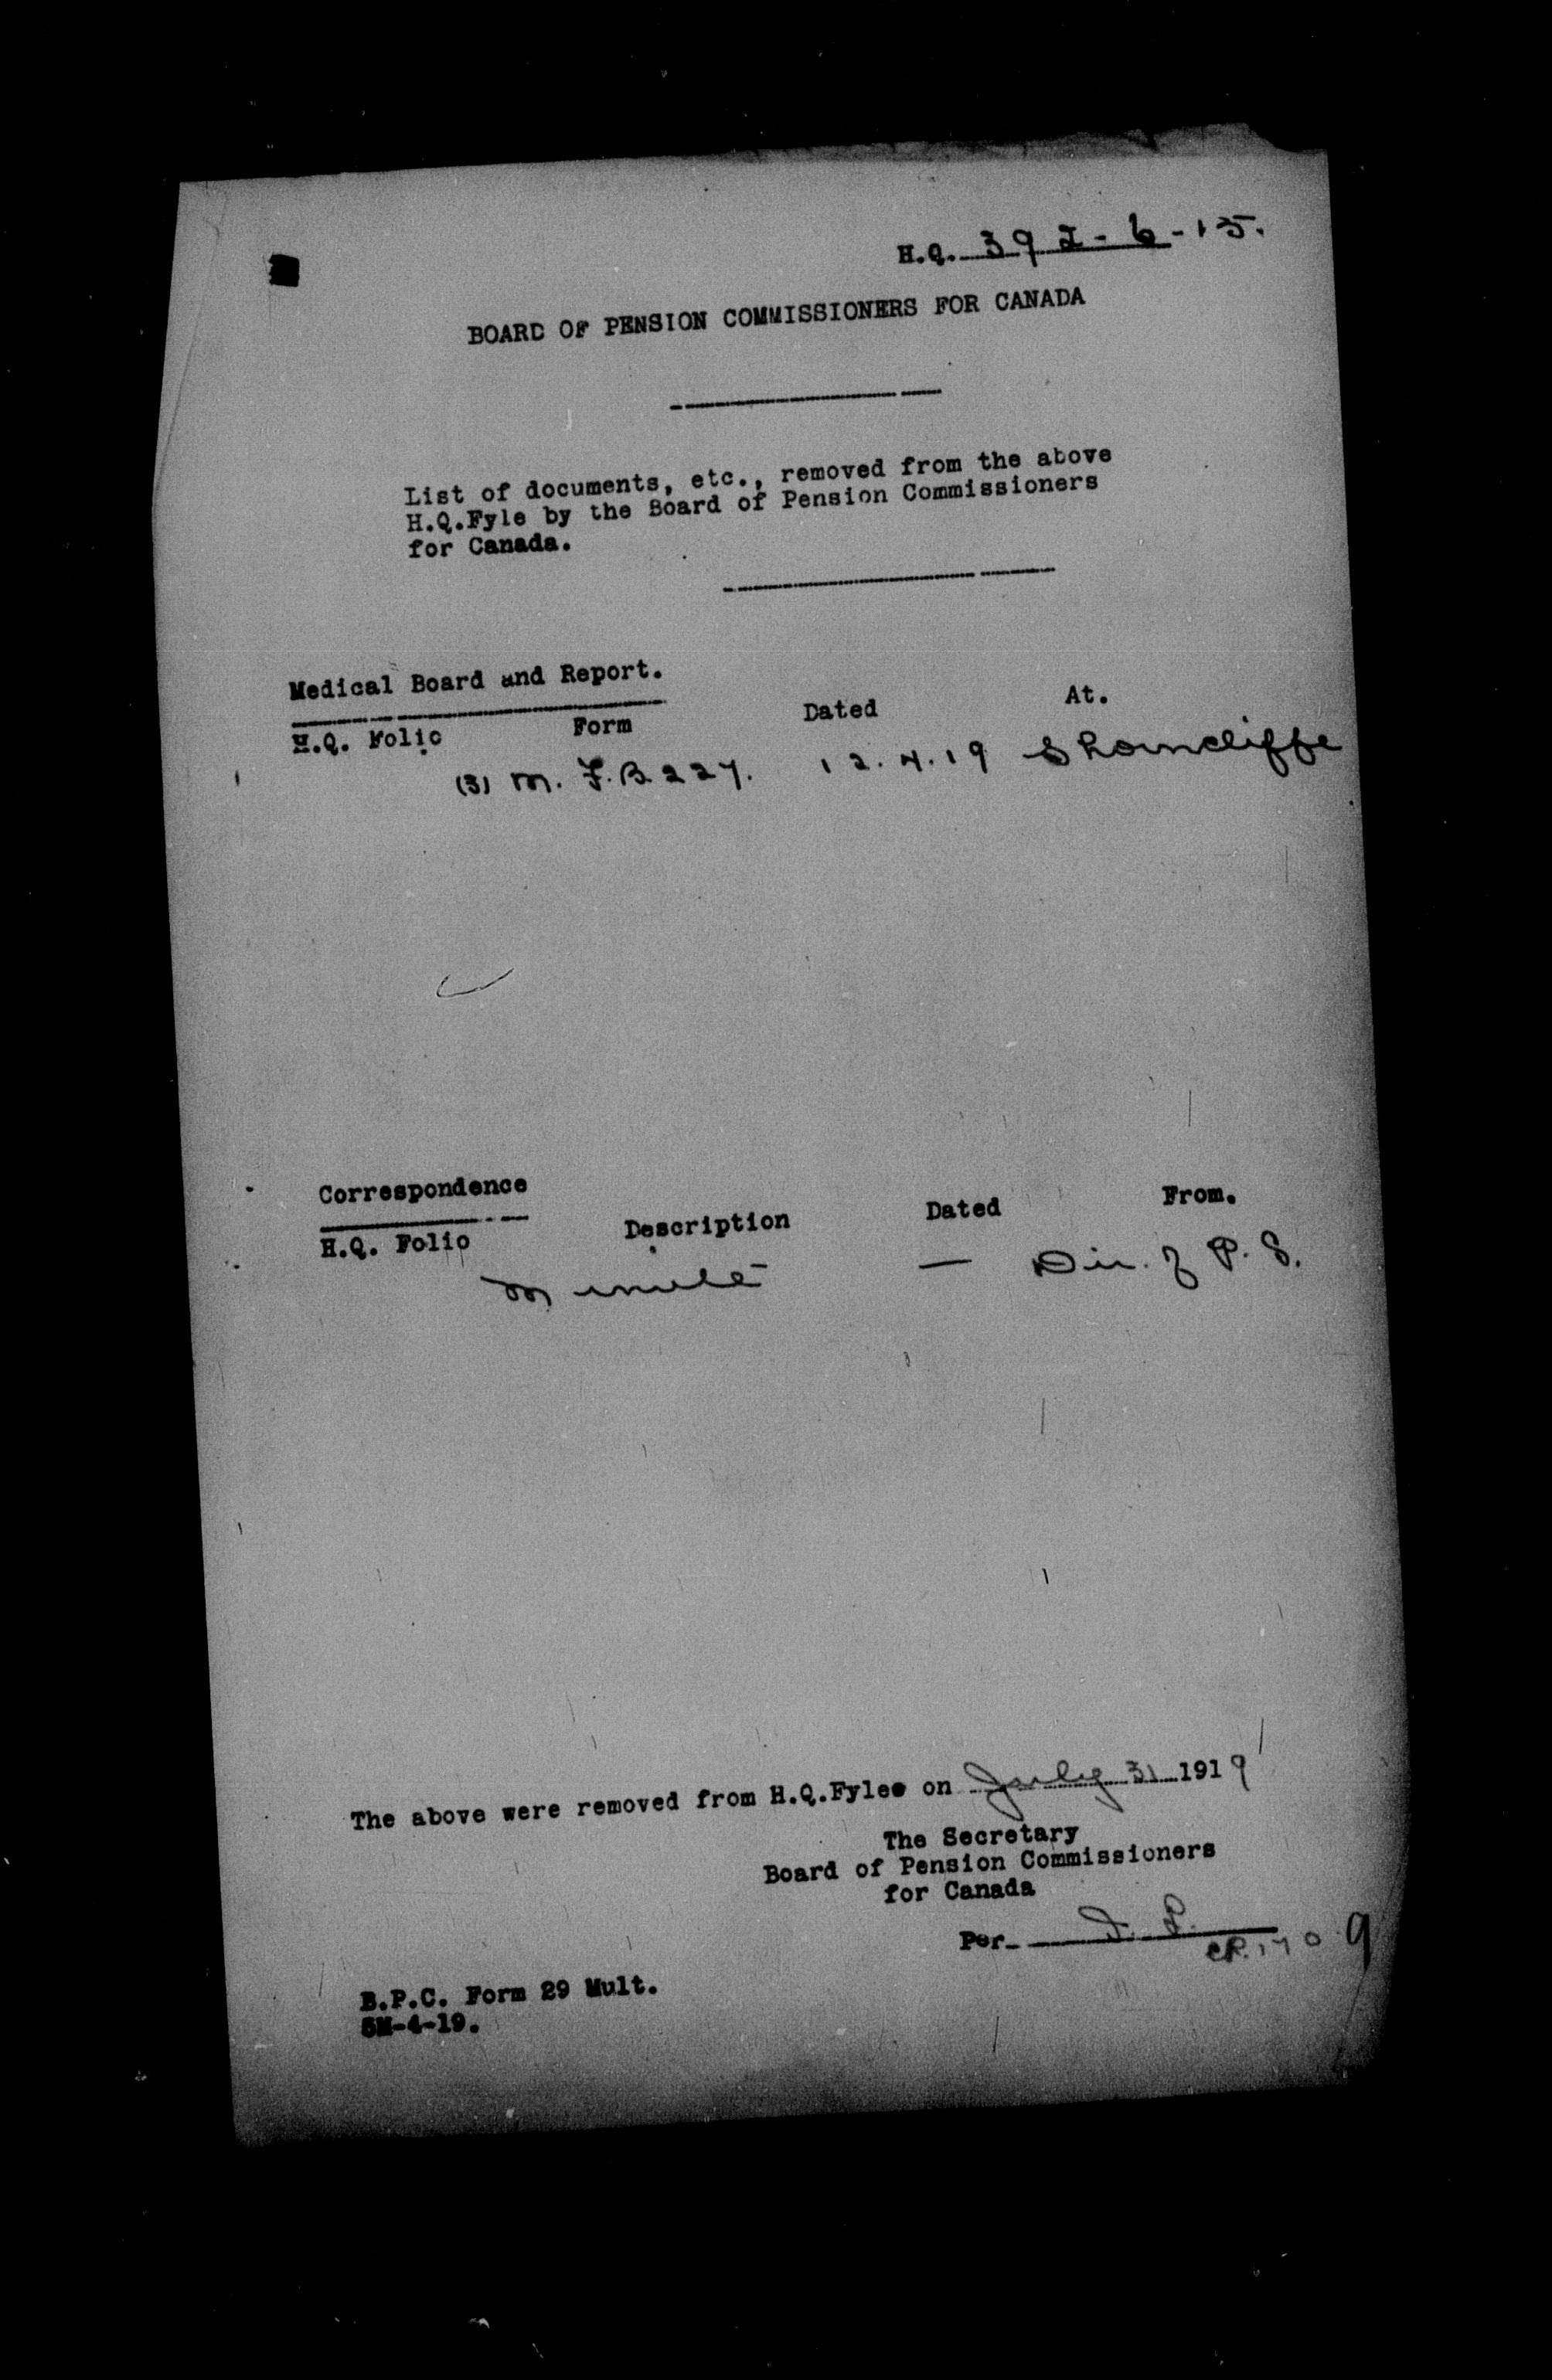 H.Q. 392-6-15.
BOARD OF PENSION COMMISSIONERS FOR CANADA
List of documents, etc., removed from the above
H.Q.Fyle by the Board of Pension Commissioners
for Canada.
Medical Board and Report.
H.Q. Folio Form Dated At.
(3) M.F.B. 227. 12.4.19 Shorncliffe
Correspondence
H.Q. Folio Description Dated From.
Minute — Dir. of P. S.
The above were removed from H.Q.Fyles on July 31 1919
The Secretary
Board of Pension Commissioners
for Canada
Per
B.P.C. Form 29 Mult.
5M-4-19.